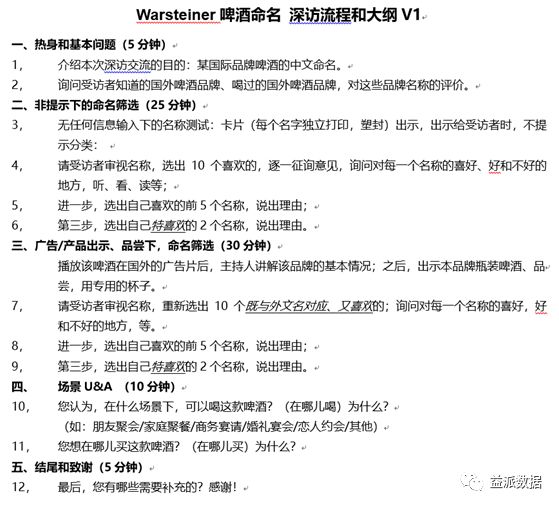 Warsteiner 啤酒命名 深访流程和大纲 V1
一、热身和基本问题（5 分钟）
1， 介绍本次深访交流的目的：某国际品牌啤酒的中文命名。
2， 询问受访者知道的国外啤酒品牌、喝过的国外啤酒品牌，对这些品牌名称的评价。
二、非提示下的命名筛选（25 分钟）
3， 无任何信息输入下的名称测试：卡片（每个名字独立打印，塑封）出示，出示给受访者时，不提
示分类：
4， 请受访者审视名称，选出 10 个喜欢的，逐一征询意见，询问对每一个名称的喜好、好和不好的
地方，听、看、读等；
5， 进一步，选出自己喜欢的前 5 个名称，说出理由；
6， 第三步，选出自己特喜欢的 2 个名称，说出理由。
三、广告/产品出示、品尝下，命名筛选（30 分钟）
播放该啤酒在国外的广告片后，主持人讲解该品牌的基本情况；之后，出示本品牌瓶装啤酒、品
尝，用专用的杯子。
7， 请受访者审视名称，重新选出 10 个既与外文名对应、又喜欢的；询问对每一个名称的喜好，好
和不好的地方，等。
8， 进一步，选出自己喜欢的前 5 个名称，说出理由；
9， 第三步，选出自己特喜欢的 2 个名称，说出理由。
四、 场景 U&A （10 分钟）
10， 您认为，在什么场景下，可以喝这款啤酒？（在哪儿喝）为什么？
（如：朋友聚会/家庭聚餐/商务宴请/婚礼宴会/恋人约会/其他）
11， 您想在哪儿买这款啤酒？（在哪儿买）为什么？
五、结尾和致谢（5 分钟）
12， 最后，您有哪些需要补充的？感谢！
益派数据